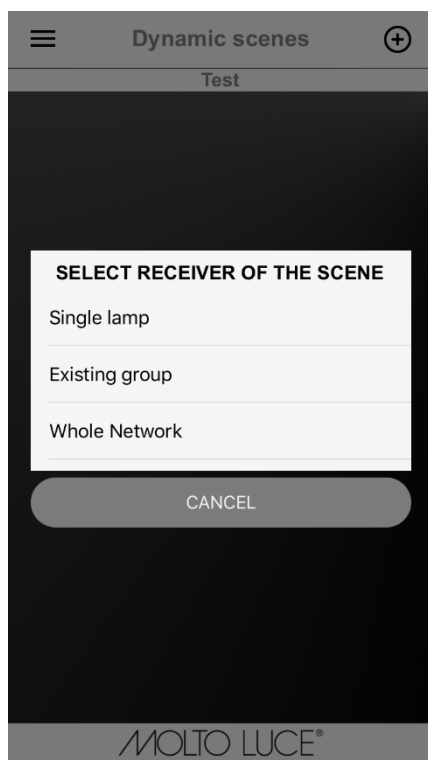 Dynamic scenes
Test
SELECT RECEIVER OF THE SCENE
Single lamp
Existing group
Whole Network
CANCEL
MOLTO LUCE®